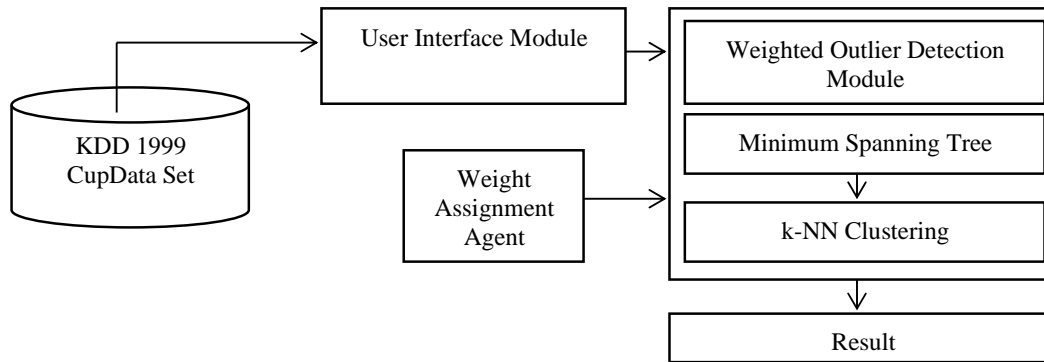 User Interface Module
Weighted Outlier Detection
Module
KDD 1999
CupData Set
Minimum Spanning Tree
Weight
Assignment
Agent
k-NN Clustering
Result